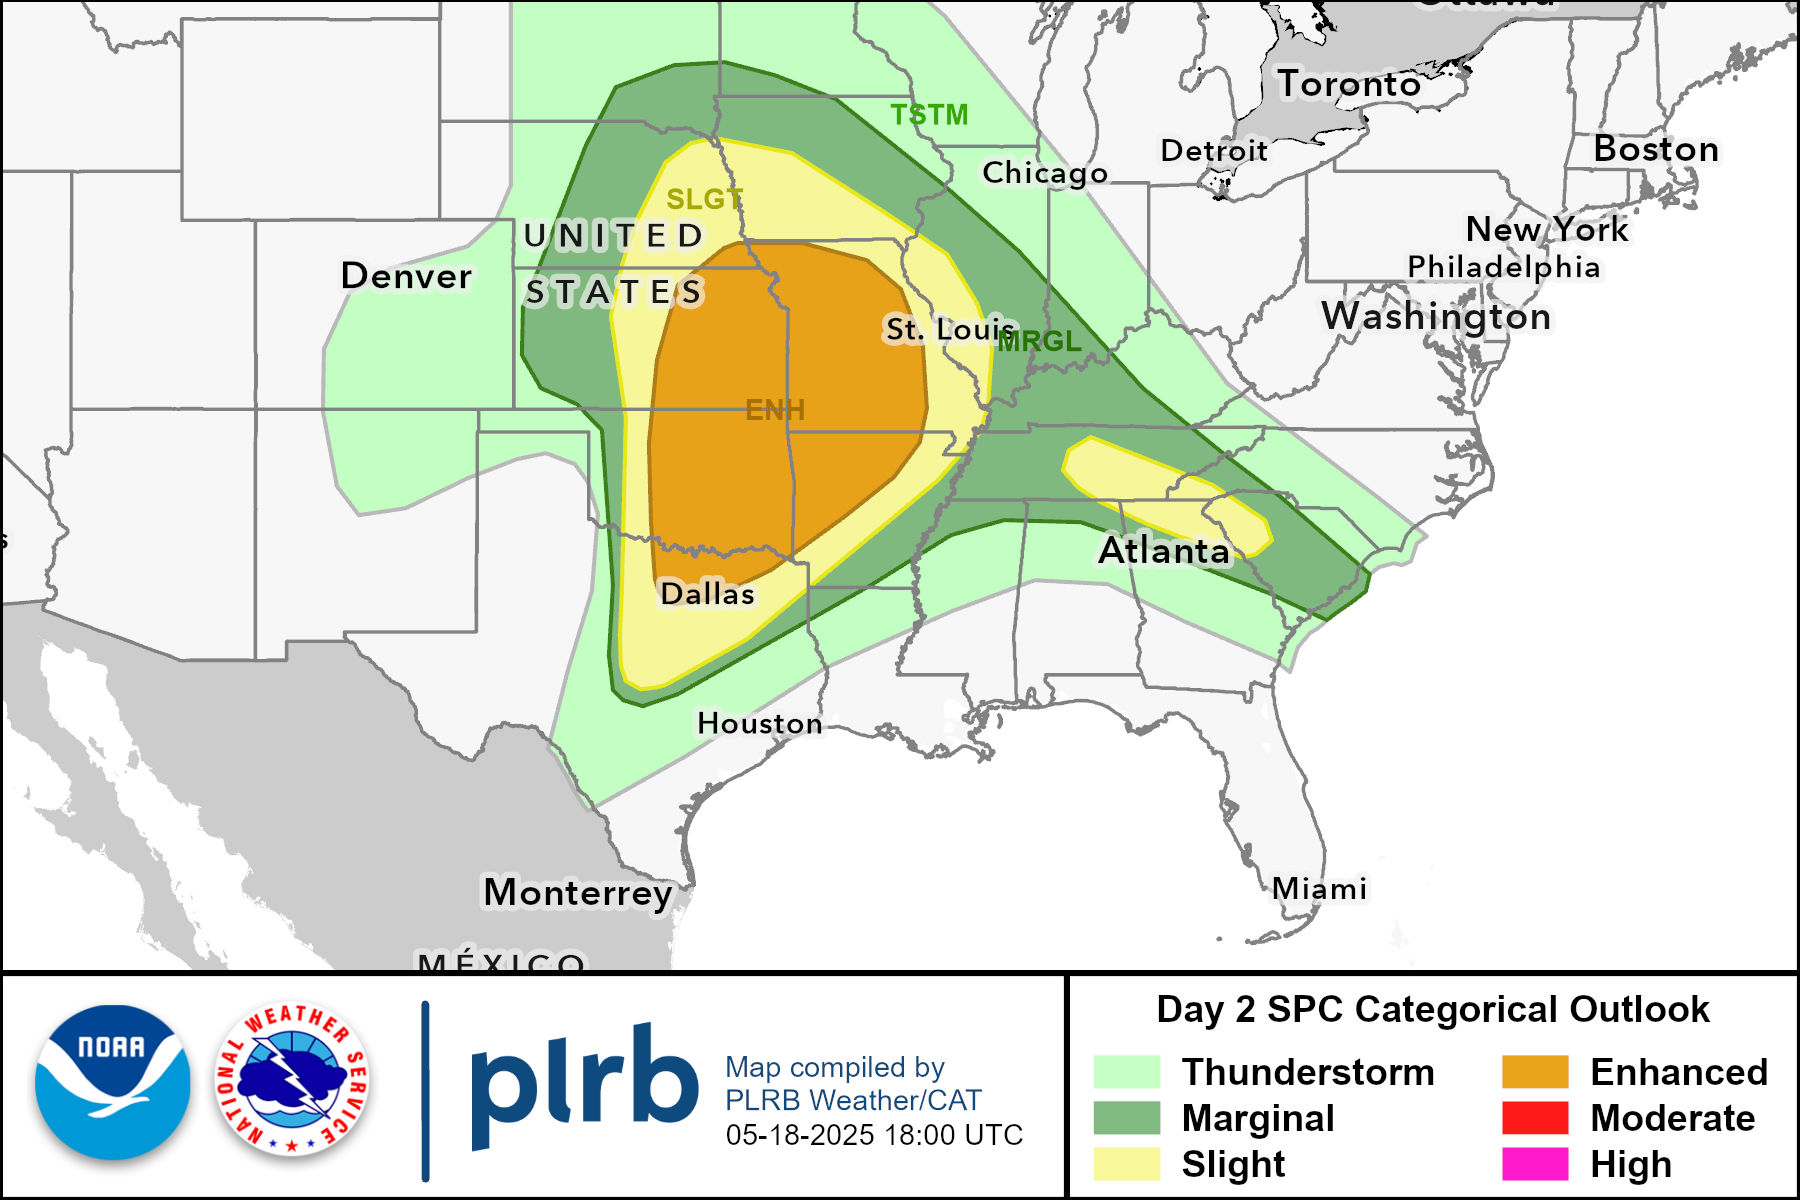 Ottawa
Toronto
TSTM
Detroit
Boston
Chicago
SLGT
New York
UNITED
Philadelphia
Denver
STATES
Washington
St. Louis
MRGL
ENH
s
Atlanta
Dallas
Houston
Miami
Monterrey
MÉXICO
NOAA
NATIONAL WEATHER SERVICE
plrb
Map compiled by
PLRB Weather/CAT
05-18-2025 18:00 UTC
Day 2 SPC Categorical Outlook
Thunderstorm
Enhanced
Marginal
Moderate
Slight
High